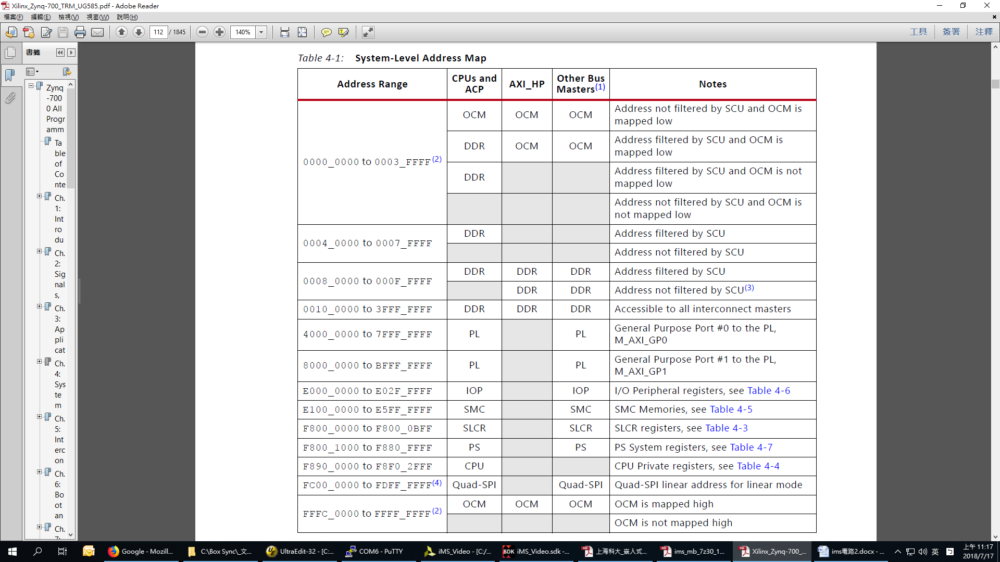 Xilinx_Zynq-700_TRM_UG585.pdf - Adobe Reader
檔案(F) 編輯(E) 檢視(V) 視窗(W) 說明(H)
112 / 1845 140% 工具 簽署 注釋
書籤
Zynq
-700
0 All
Progr
amm
Ta
ble
of
Co
nte
Ch.
1:
Int
ro
du
Ch.
2:
Sig
nal
s,
Ch.
3:
Ap
pli
cat
Ch.
4:
Sys
te
m
Ch.
5:
Int
erc
on
Ch.
6:
Bo
ot
an
Ch.
Table 4-1: System-Level Address Map
Address Range CPUs and ACP AXI_HP Other Bus Masters(1) Notes
0000_0000 to 0003_FFFF(2)
OCM OCM OCM Address not filtered by SCU and OCM is
mapped low
DDR OCM OCM Address filtered by SCU and OCM is
mapped low
DDR Address filtered by SCU and OCM is not
mapped low
Address not filtered by SCU and OCM is
not mapped low
0004_0000 to 0007_FFFF
DDR Address filtered by SCU
Address not filtered by SCU
0008_0000 to 000F_FFFF
DDR DDR DDR Address filtered by SCU
DDR DDR Address not filtered by SCU(3)
0010_0000 to 3FFF_FFFF DDR DDR DDR Accessible to all interconnect masters
4000_0000 to 7FFF_FFFF PL PL General Purpose Port #0 to the PL,
M_AXI_GP0
8000_0000 to BFFF_FFFF PL PL General Purpose Port #1 to the PL,
M_AXI_GP1
E000_0000 to E02F_FFFF IOP IOP I/O Peripheral registers, see Table 4-6
E100_0000 to E5FF_FFFF SMC SMC SMC Memories, see Table 4-5
F800_0000 to F800_0BFF SLCR SLCR SLCR registers, see Table 4-3
F800_1000 to F880_FFFF PS PS PS System registers, see Table 4-7
F890_0000 to F8F0_2FFF CPU CPU Private registers, see Table 4-4
FC00_0000 to FDFF_FFFF(4) Quad-SPI Quad-SPI Quad-SPI linear address for linear mode
FFFC_0000 to FFFF_FFFF(2)
OCM OCM OCM OCM is mapped high
OCM is not mapped high
Google - Mozill... C:\Box Sync\_文... UltraEdit-32 - [C:... COM6 - PuTTY iMS_Video - [C:/... iMS_Video.sdk -... 上海科大_嵌入式... ims_mb_7z30_1... Xilinx_Zynq-700_... ims電路2.docx - ... 英
上午 11:17
2018/7/17